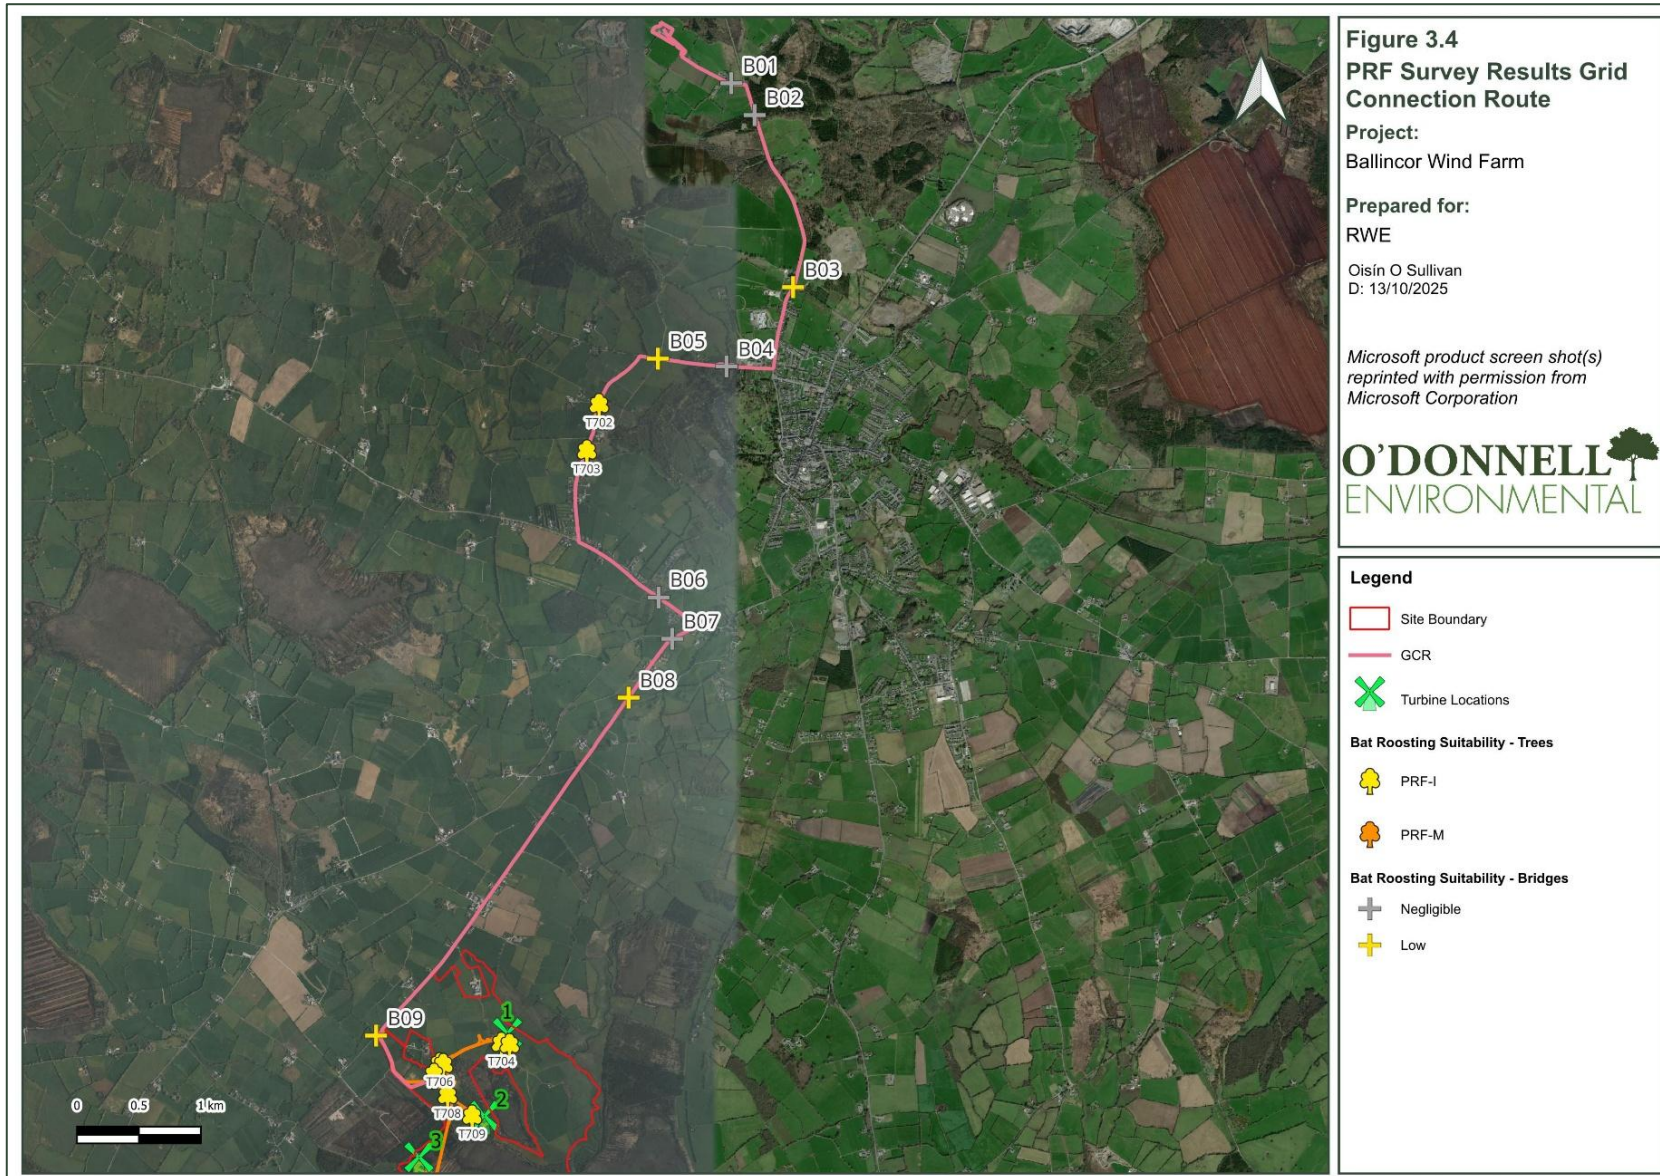 Figure 3.4
PRF Survey Results Grid
Connection Route
Project:
Ballincor Wind Farm
Prepared for:
RWE
Oisín O Sullivan
D: 13/10/2025
Microsoft product screen shot(s)
reprinted with permission from
Microsoft Corporation
O'DONNELL
ENVIRONMENTAL
Legend
Site Boundary
GCR
Turbine Locations
Bat Roosting Suitability - Trees
PRF-I
PRF-M
Bat Roosting Suitability - Bridges
Negligible
Low
B01
B02
B03
B05
B04
T702
T703
B06
B07
B08
B09
1
T704
T706
2
T708
T709
3
0 0.5 1 km